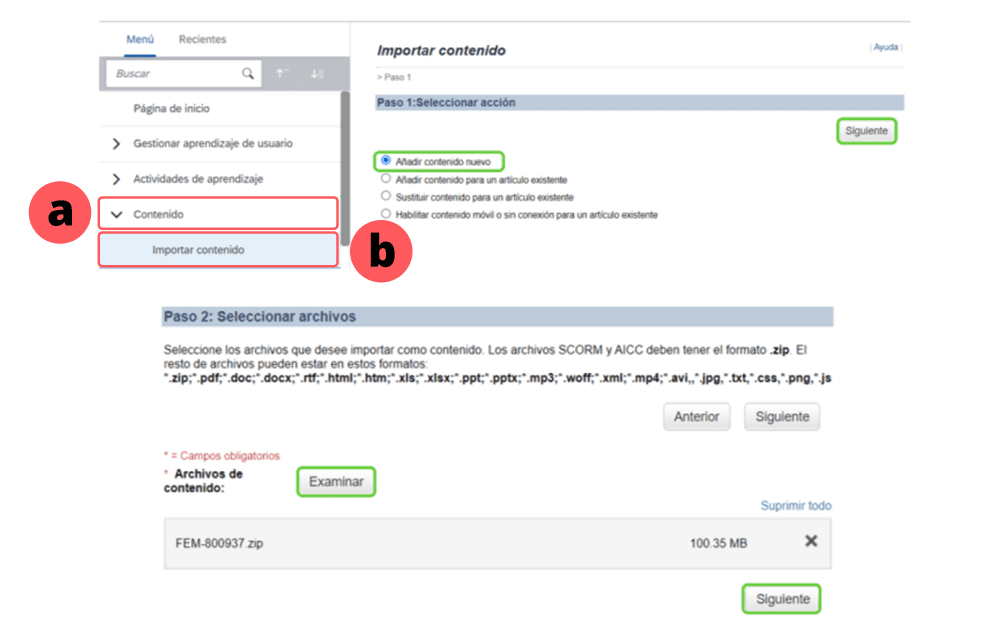 Menú Recientes
Buscar
Página de inicio
Gestionar aprendizaje de usuario
Actividades de aprendizaje
a
Contenido
Importar contenido
b
Importar contenido
| Ayuda |
> Paso 1
Paso 1:Seleccionar acción
Siguiente
Añadir contenido nuevo
Añadir contenido para un artículo existente
Sustituir contenido para un artículo existente
Habilitar contenido móvil o sin conexión para un artículo existente
Paso 2: Seleccionar archivos
Seleccione los archivos que desee importar como contenido. Los archivos SCORM y AICC deben tener el formato .zip. El
resto de archivos pueden estar en estos formatos:
*.zip;*.pdf;*.doc;*.docx;*.rtf;*.html;*.htm;*.xls;*.xlsx;*.ppt;*.pptx;*.mp3;*.woff;*.xml;*.mp4;*.avi,,*.jpg,*.txt,*.css,*.png,*.js
Anterior Siguiente
* = Campos obligatorios
* Archivos de
contenido:
Examinar
Suprimir todo
FEM-800937.zip 100.35 MB
Siguiente